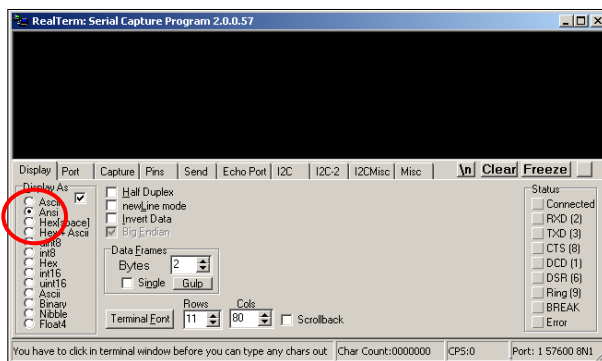 RealTerm: Serial Capture Program 2.0.0.57
Display Port Capture Pins Send Echo Port I2C I2C-2 I2CMisc Misc \n Clear Freeze
Display As
Ascii
Ansi
Hex[space]
Hex + Ascii
uint8
int8
Hex
int16
uint16
Ascii
Binary
Nibble
Float4
Half Duplex
newLine mode
Invert Data
Big Endian
Data Frames
Bytes 2
Single Gulp
Rows Cols
Terminal Font 11 80 Scrollback
Status
Connected
RXD (2)
TXD (3)
CTS (8)
DCD (1)
DSR (6)
Ring (9)
BREAK
Error
You have to click in terminal window before you can type any chars out Char Count:0000000 CPS:0 Port: 1 57600 8N1